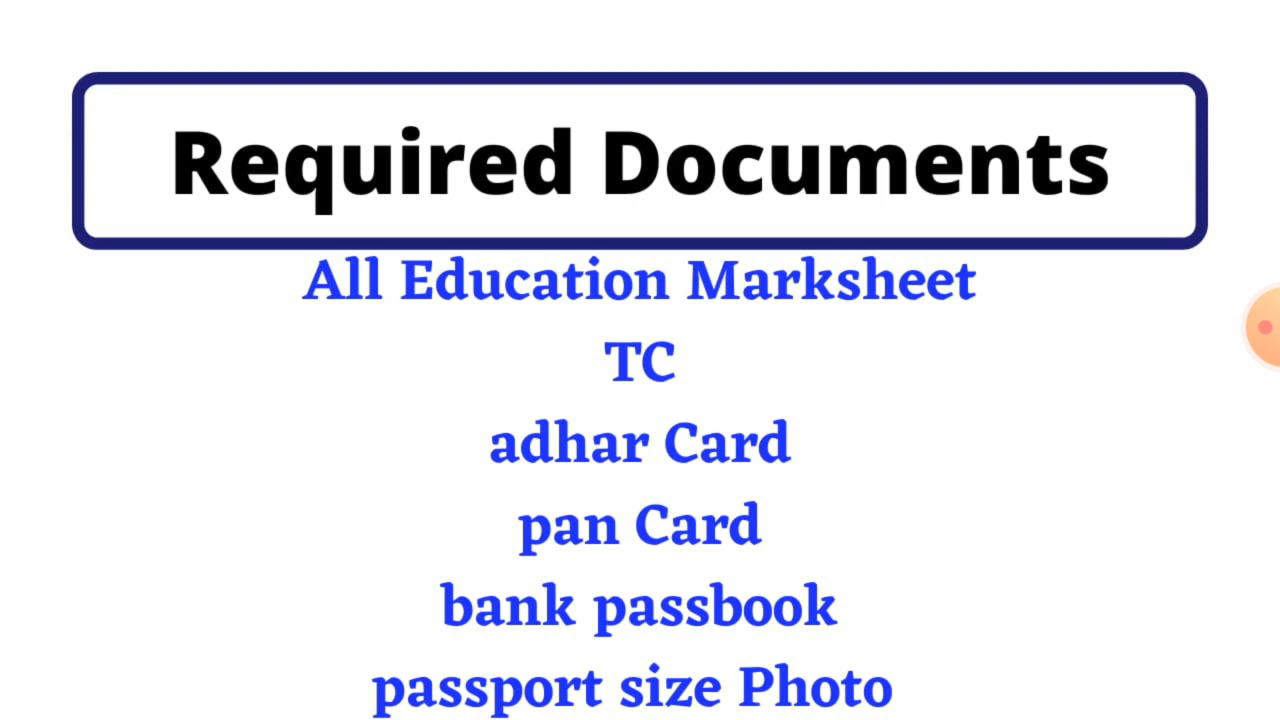 Required Documents
All Education Marksheet
TC
adhar Card
pan Card
bank passbook
passport size Photo